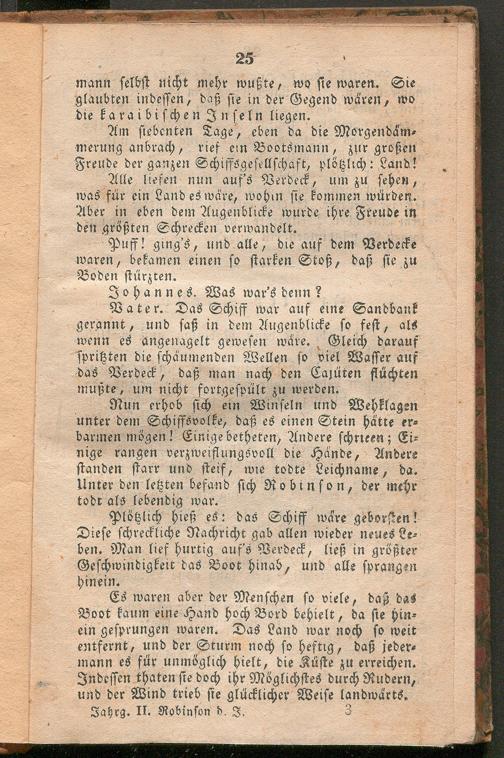 25
mann selbst nicht mehr wußte, wo sie waren. Sie
glaubten indessen, daß sie in der Gegend wären, wo
die karaibischen Inseln liegen.
Am siebenten Tage, eben da die Morgendäm-
merung anbrach, rief ein Bootsmann, zur großen
Freude der ganzen Schiffsgesellschaft, plötzlich: Land!
Alle liefen nun auf's Verdeck, um zu sehen,
was für ein Land es wäre, wohin sie kommen würden.
Aber in eben dem Augenblicke wurde ihre Freude in
den größten Schrecken verwandelt.
Puff! ging's, und alle, die auf dem Verdecke
waren, bekamen einen so starken Stoß, daß sie zu
Boden stürzten.
Johannes. Was war's denn?
Vater. Das Schiff war auf eine Sandbank
gerannt, und saß in dem Augenblicke so fest, als
wenn es angenagelt gewesen wäre. Gleich darauf
spritzten die schäumenden Wellen so viel Wasser auf
das Verdeck, daß man nach den Cajüten flüchten
mußte, um nicht fortgespült zu werden.
Nun erhob sich ein Winseln und Wehklagen
unter dem Schiffsvolke, daß es einen Stein hätte er-
barmen mögen! Einige betheten, Andere schrieen; Ei-
nige rangen verzweiflungsvoll die Hände, Andere
standen starr und steif, wie todte Leichname, da.
Unter den letzten befand sich Robinson, der mehr
todt als lebendig war.
Plötzlich hieß es: das Schiff wäre geborsten!
Diese schreckliche Nachricht gab allen wieder neues Le-
ben. Man lief hurtig auf's Verdeck, ließ in größter
Geschwindigkeit das Boot hinab, und alle sprangen
hinein.
Es waren aber der Menschen so viele, daß das
Boot kaum eine Hand hoch Bord behielt, da sie hin-
ein gesprungen waren. Das Land war noch so weit
entfernt, und der Sturm noch so heftig, daß jeder-
mann es für unmöglich hielt, die Küste zu erreichen.
Indessen thaten sie doch ihr Möglichstes durch Rudern,
und der Wind trieb sie glücklicher Weise landwärts.
Jahrg. II. Robinson d. J. 3